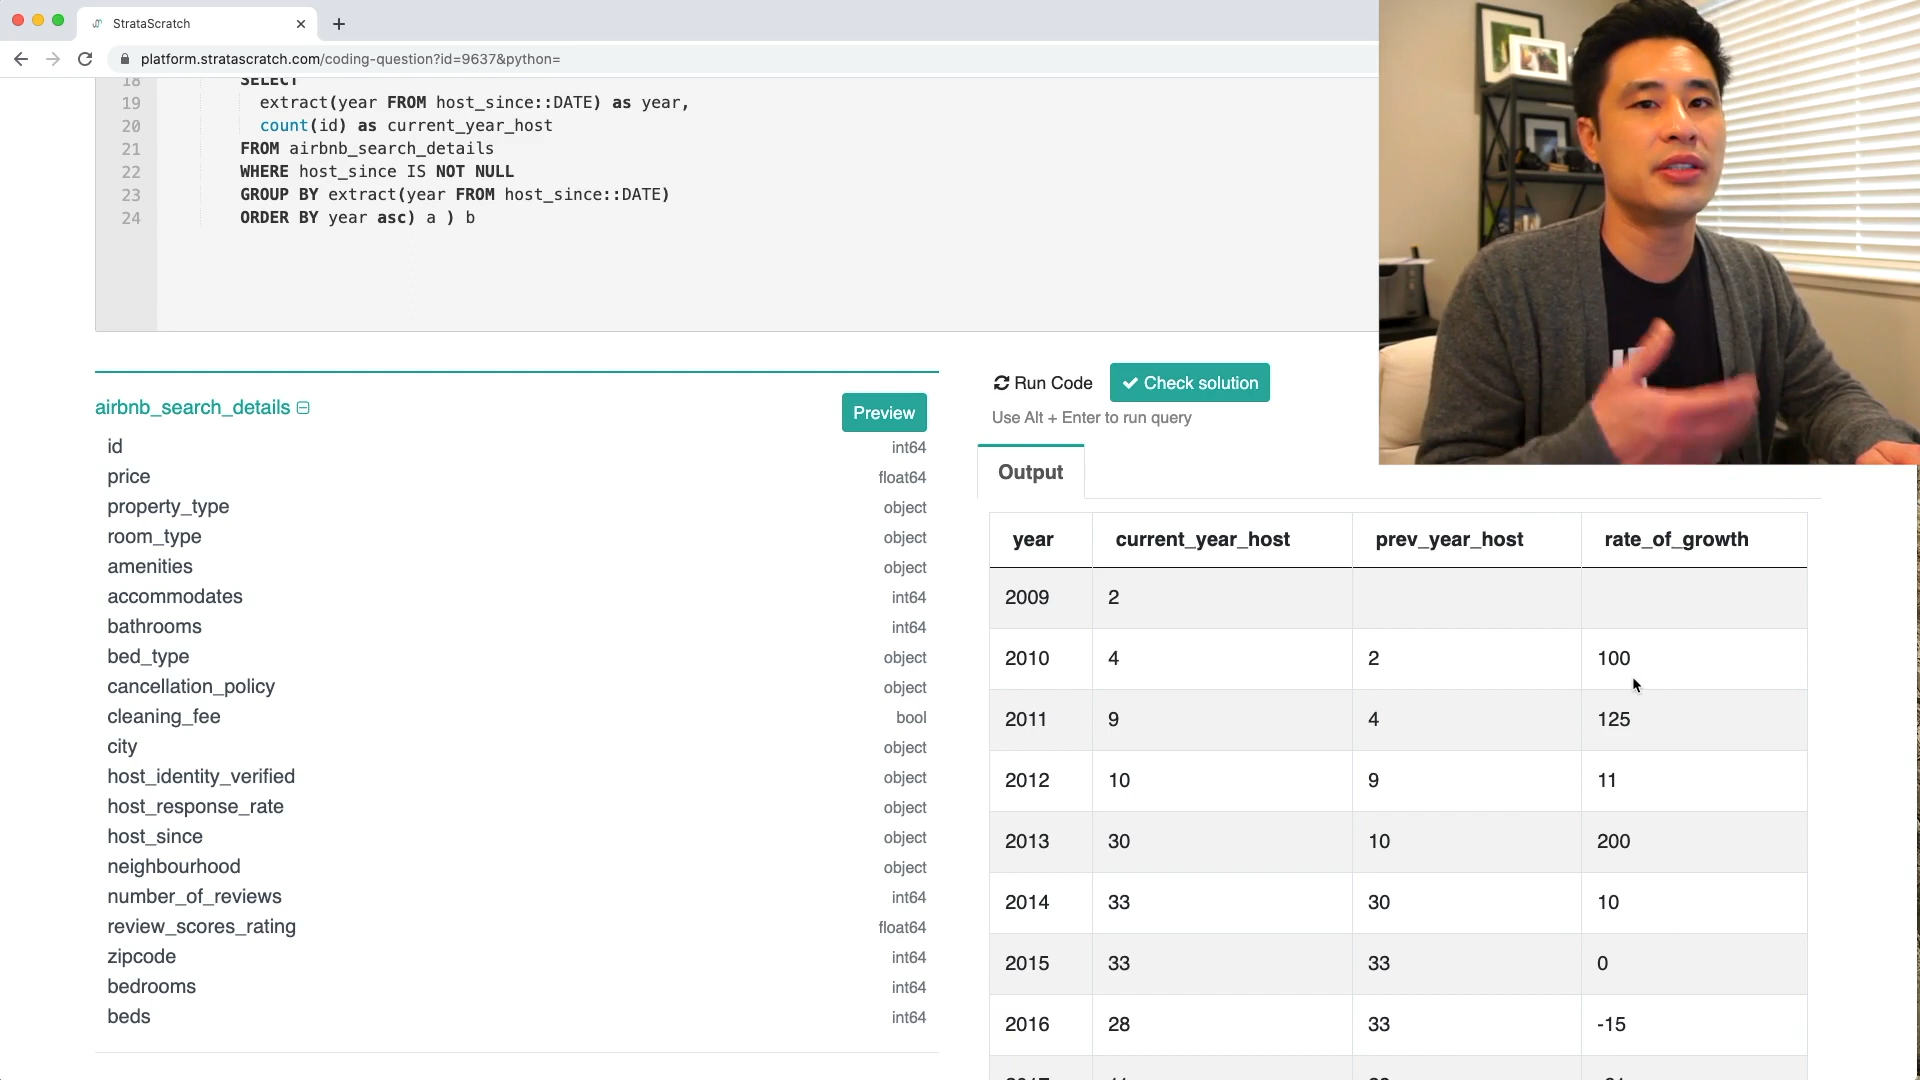 StrataScratch
platform.stratascratch.com/coding-question?id=9637&python=
18 SELECT
19 extract(year FROM host_since::DATE) as year,
20 count(id) as current_year_host
21 FROM airbnb_search_details
22 WHERE host_since IS NOT NULL
23 GROUP BY extract(year FROM host_since::DATE)
24 ORDER BY year asc) a ) b
airbnb_search_details
Preview
id int64
price float64
property_type object
room_type object
amenities object
accommodates int64
bathrooms int64
bed_type object
cancellation_policy object
cleaning_fee bool
city object
host_identity_verified object
host_response_rate object
host_since object
neighbourhood object
number_of_reviews int64
review_scores_rating float64
zipcode int64
bedrooms int64
beds int64
Run Code Check solution
Use Alt + Enter to run query
Output
year current_year_host prev_year_host rate_of_growth
2009 2
2010 4 2 100
2011 9 4 125
2012 10 9 11
2013 30 10 200
2014 33 30 10
2015 33 33 0
2016 28 33 -15